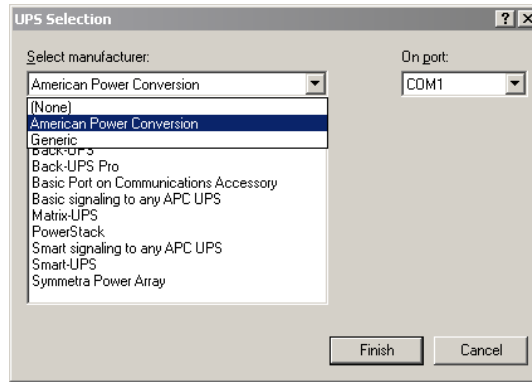 UPS Selection
Select manufacturer:
On port:
American Power Conversion
COM1
(None)
American Power Conversion
Generic
Back-UPS
Back-UPS Pro
Basic Port on Communications Accessory
Basic signaling to any APC UPS
Matrix-UPS
PowerStack
Smart signaling to any APC UPS
Smart-UPS
Symmetra Power Array
Finish
Cancel